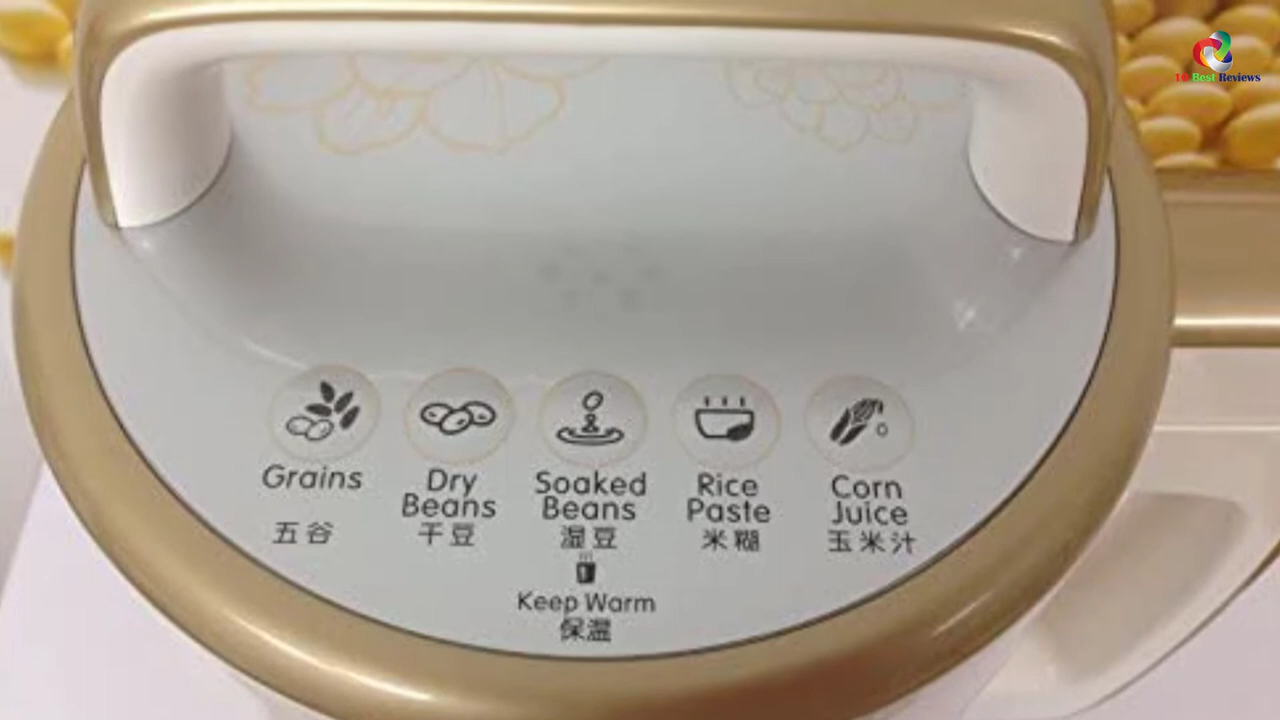 10 Best Reviews
Grains
五谷
Dry
Beans
干豆
Soaked
Beans
湿豆
Rice
Paste
米糊
Corn
Juice
玉米汁
Keep Warm
保温